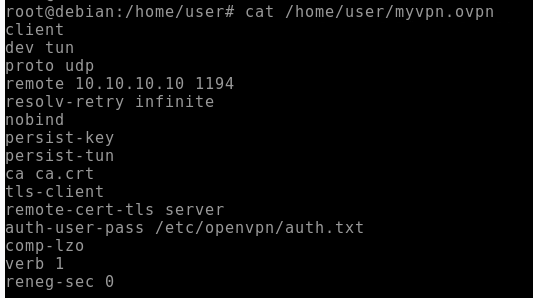 root@debian:/home/user# cat /home/user/myvpn.ovpn
client
dev tun
proto udp
remote 10.10.10.10 1194
resolv-retry infinite
nobind
persist-key
persist-tun
ca ca.crt
tls-client
remote-cert-tls server
auth-user-pass /etc/openvpn/auth.txt
comp-lzo
verb 1
reneg-sec 0